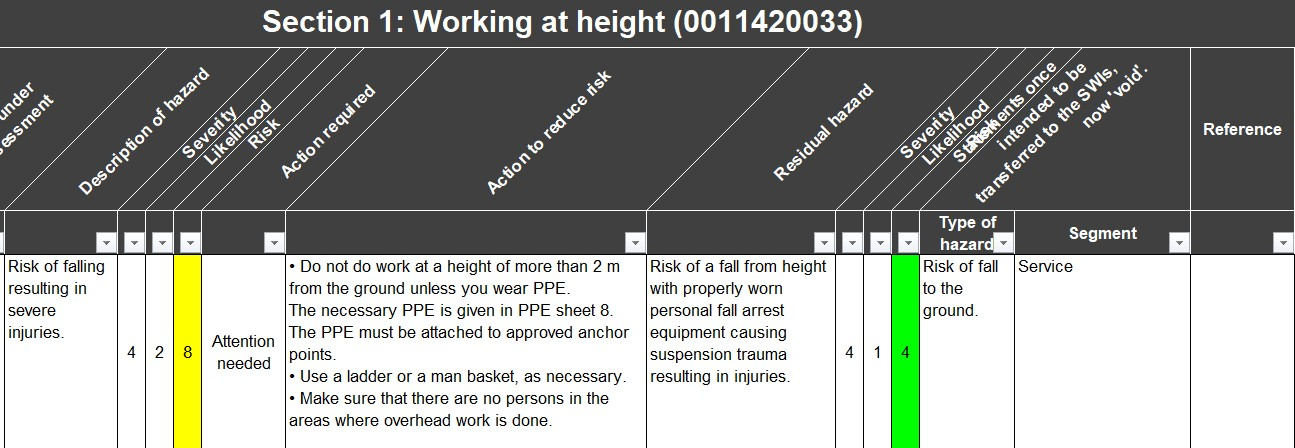 Section 1: Working at height (0011420033)
under
Description of hazard
Severity
Likelihood
Risk
Action required
Action to reduce risk
Residual hazard
Severity
Likelihood
Risk
Statements once
intended to be
transferred to the SWIs,
now 'void'.
Reference
Type of
hazard
Segment
Risk of falling
resulting in
severe
injuries.
4
2
8
Attention
needed
• Do not do work at a height of more than 2 m
from the ground unless you wear PPE.
The necessary PPE is given in PPE sheet 8.
The PPE must be attached to approved anchor
points.
• Use a ladder or a man basket, as necessary.
• Make sure that there are no persons in the
areas where overhead work is done.
Risk of a fall from height
with properly worn
personal fall arrest
equipment causing
suspension trauma
resulting in injuries.
4
1
4
Risk of fall
to the
ground.
Service